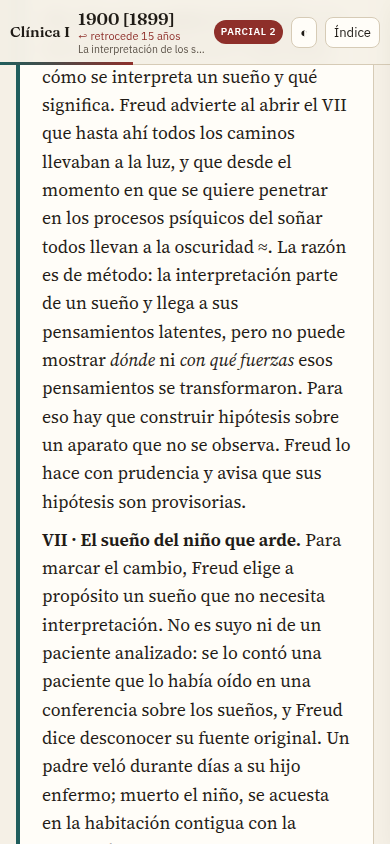 Clínica I
1900 [1899]
↩ retrocede 15 años
La interpretación de los s...
PARCIAL 2
Índice
cómo se interpreta un sueño y qué
significa. Freud advierte al abrir el VII
que hasta ahí todos los caminos
llevaban a la luz, y que desde el
momento en que se quiere penetrar
en los procesos psíquicos del soñar
todos llevan a la oscuridad ≈. La razón
es de método: la interpretación parte
de un sueño y llega a sus
pensamientos latentes, pero no puede
mostrar dónde ni con qué fuerzas esos
pensamientos se transformaron. Para
eso hay que construir hipótesis sobre
un aparato que no se observa. Freud lo
hace con prudencia y avisa que sus
hipótesis son provisorias.
VII · El sueño del niño que arde. Para
marcar el cambio, Freud elige a
propósito un sueño que no necesita
interpretación. No es suyo ni de un
paciente analizado: se lo contó una
paciente que lo había oído en una
conferencia sobre los sueños, y Freud
dice desconocer su fuente original. Un
padre veló durante días a su hijo
enfermo; muerto el niño, se acuesta
en la habitación contigua con la